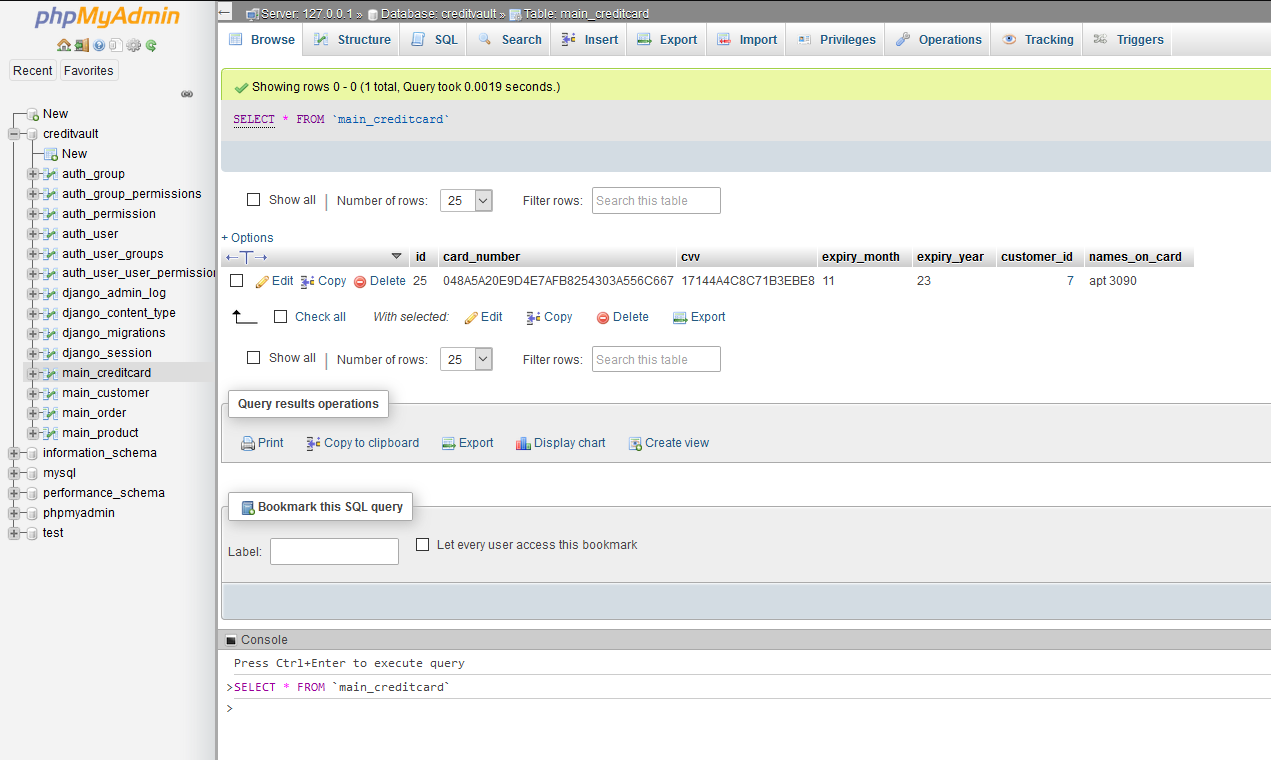 phpMyAdmin
Recent Favorites
New
creditvault
New
auth_group
auth_group_permissions
auth_permission
auth_user
auth_user_groups
auth_user_user_permission
django_admin_log
django_content_type
django_migrations
django_session
main_creditcard
main_customer
main_order
main_product
information_schema
mysql
performance_schema
phpmyadmin
test
Server: 127.0.0.1 » Database: creditvault » Table: main_creditcard
Browse Structure SQL Search Insert Export Import Privileges Operations Tracking Triggers
Showing rows 0 - 0 (1 total, Query took 0.0019 seconds.)
SELECT * FROM `main_creditcard`
Show all | Number of rows: 25 Filter rows: Search this table
+ Options
←T→ id card_number cvv expiry_month expiry_year customer_id names_on_card
Edit Copy Delete 25 048A5A20E9D4E7AFB8254303A556C667 17144A4C8C71B3EBE8 11 23 7 apt 3090
Check all With selected: Edit Copy Delete Export
Show all | Number of rows: 25 Filter rows: Search this table
Query results operations
Print Copy to clipboard Export Display chart Create view
Bookmark this SQL query
Label: Let every user access this bookmark
Console
Press Ctrl+Enter to execute query
>SELECT * FROM `main_creditcard`
>